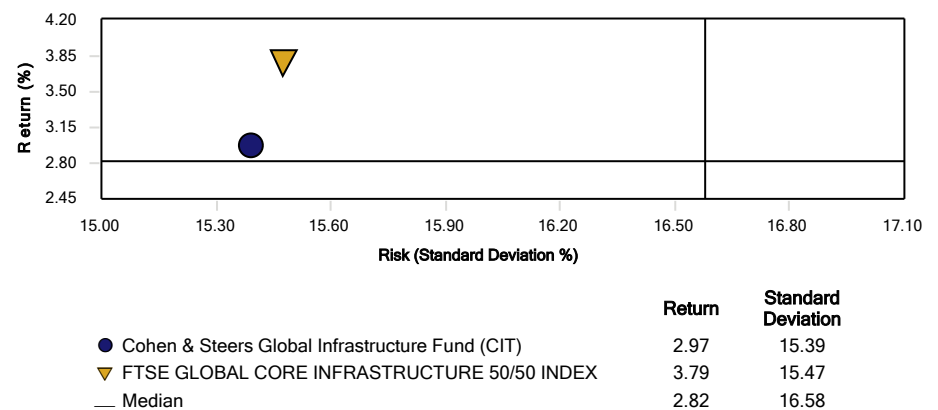 4.20
3.85
3.50
3.15
2.80
2.45
Return (%)
15.00 15.30 15.60 15.90 16.20 16.50 16.80 17.10
Risk (Standard Deviation %)
Return Standard Deviation
Cohen & Steers Global Infrastructure Fund (CIT) 2.97 15.39
FTSE GLOBAL CORE INFRASTRUCTURE 50/50 INDEX 3.79 15.47
Median 2.82 16.58